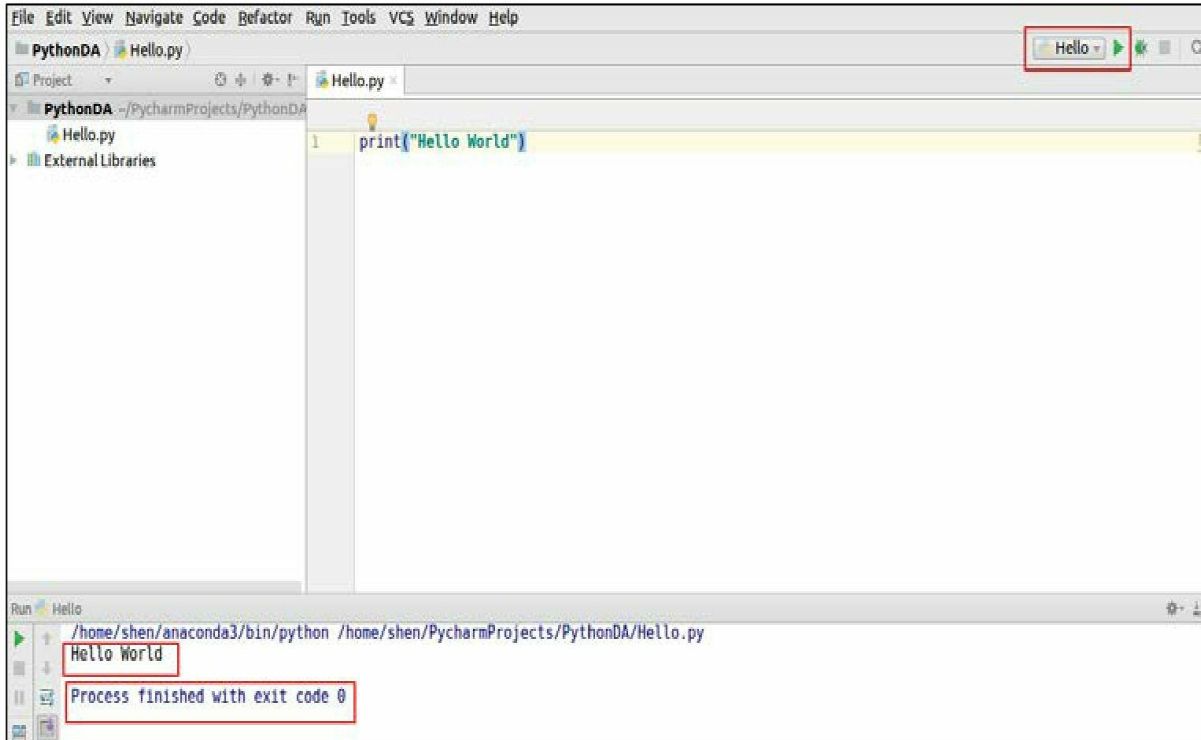 File Edit View Navigate Code Refactor Run Tools VCS Window Help
PythonDA Hello.py
Hello
Project
Hello.py
PythonDA ~/PycharmProjects/PythonDA
Hello.py
External Libraries
1 print("Hello World")
Run Hello
/home/shen/anaconda3/bin/python /home/shen/PycharmProjects/PythonDA/Hello.py
Hello World
Process finished with exit code 0